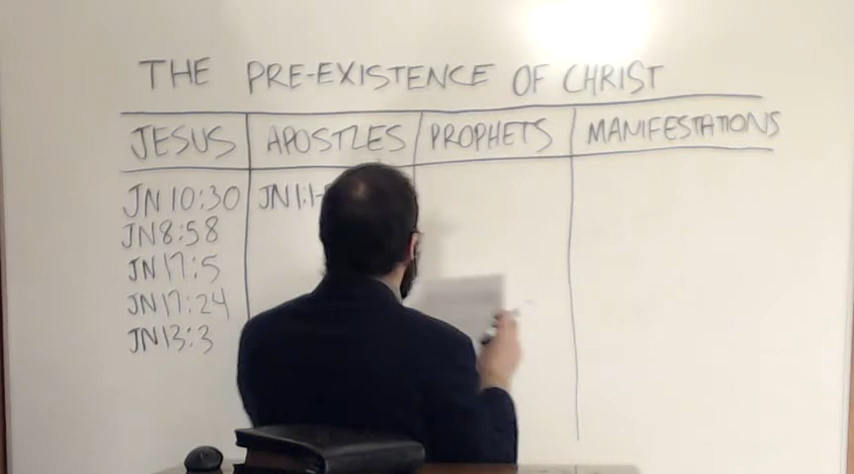 THE PRE-EXISTENCE OF CHRIST
JESUS APOSTLES PROPHETS MANIFESTATIONS
JN 10:30 JN 1:1-
JN 8:58
JN 17:5
JN 17:24
JN 13:3